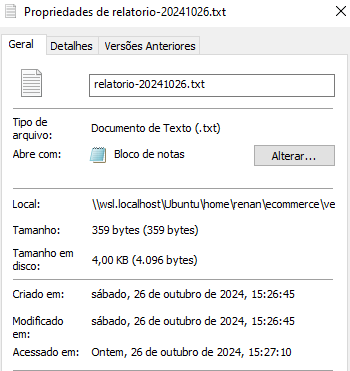 Propriedades de relatorio-20241026.txt
Geral Detalhes Versões Anteriores
relatorio-20241026.txt
Tipo de
arquivo: Documento de Texto (.txt)
Abre com: Bloco de notas Alterar...
Local: \\wsl.localhost\Ubuntu\home\renan\ecommerce\ve
Tamanho: 359 bytes (359 bytes)
Tamanho em
disco: 4,00 KB (4.096 bytes)
Criado em: sábado, 26 de outubro de 2024, 15:26:45
Modificado
em: sábado, 26 de outubro de 2024, 15:26:45
Acessado em: Ontem, 26 de outubro de 2024, 15:27:10